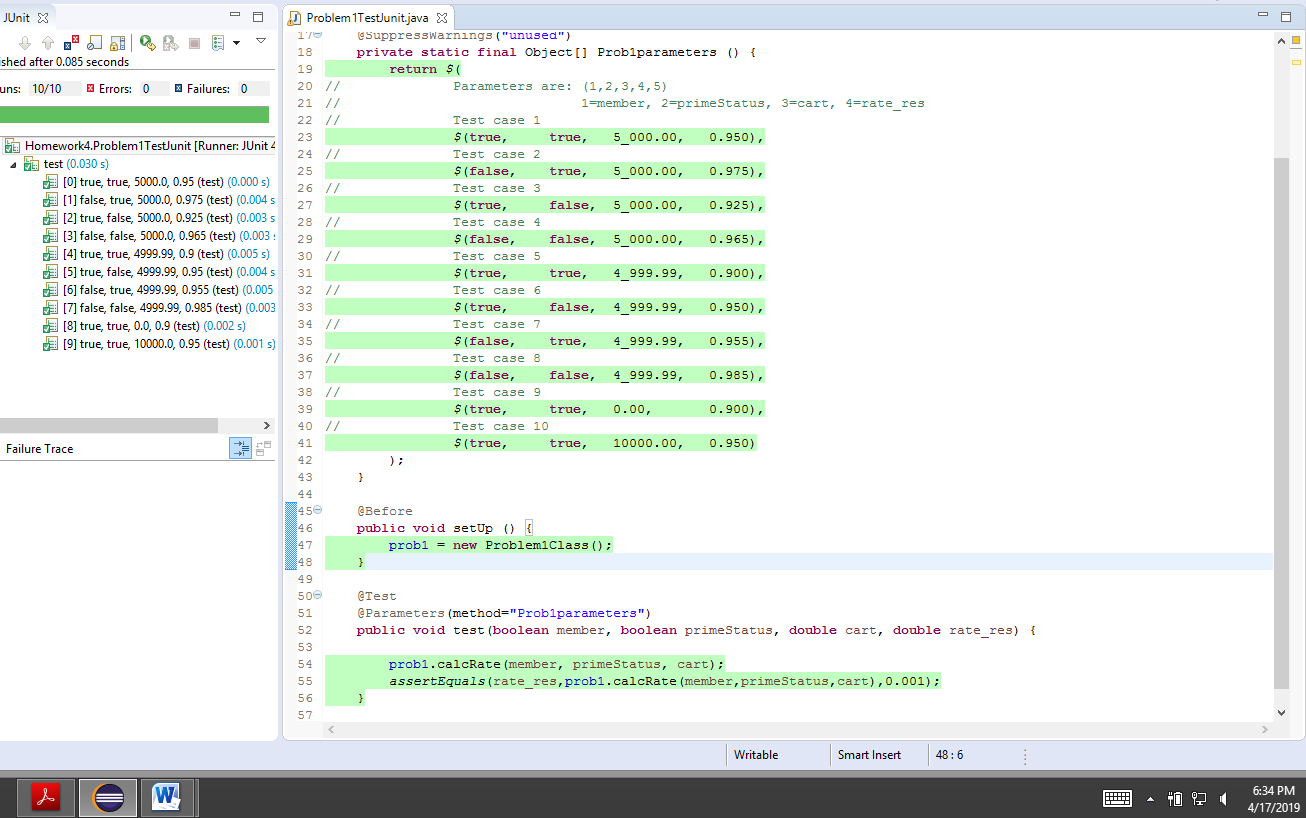 JUnit
ished after 0.085 seconds
uns: 10/10 Errors: 0 Failures: 0
Homework4.Problem1TestJunit [Runner: JUnit 4
test (0.030 s)
[0] true, true, 5000.0, 0.95 (test) (0.000 s)
[1] false, true, 5000.0, 0.975 (test) (0.004 s
[2] true, false, 5000.0, 0.925 (test) (0.003 s
[3] false, false, 5000.0, 0.965 (test) (0.003
[4] true, true, 4999.99, 0.9 (test) (0.005 s)
[5] true, false, 4999.99, 0.95 (test) (0.004 s
[6] false, true, 4999.99, 0.955 (test) (0.005
[7] false, false, 4999.99, 0.985 (test) (0.003
[8] true, true, 0.0, 0.9 (test) (0.002 s)
[9] true, true, 10000.0, 0.95 (test) (0.001 s)
Failure Trace
Problem1TestJunit.java
17 @SuppressWarnings("unused")
18 private static final Object[] Prob1parameters () {
19 return $(
20 // Parameters are: (1,2,3,4,5)
21 // 1=member, 2=primeStatus, 3=cart, 4=rate_res
22 // Test case 1
23 $(true, true, 5_000.00, 0.950),
24 // Test case 2
25 $(false, true, 5_000.00, 0.975),
26 // Test case 3
27 $(true, false, 5_000.00, 0.925),
28 // Test case 4
29 $(false, false, 5_000.00, 0.965),
30 // Test case 5
31 $(true, true, 4_999.99, 0.900),
32 // Test case 6
33 $(true, false, 4_999.99, 0.950),
34 // Test case 7
35 $(false, true, 4_999.99, 0.955),
36 // Test case 8
37 $(false, false, 4_999.99, 0.985),
38 // Test case 9
39 $(true, true, 0.00, 0.900),
40 // Test case 10
41 $(true, true, 10000.00, 0.950)
42 );
43 }
44
45 @Before
46 public void setUp () {
47 prob1 = new Problem1Class();
48 }
49
50 @Test
51 @Parameters(method="Prob1parameters")
52 public void test(boolean member, boolean primeStatus, double cart, double rate_res) {
53
54 prob1.calcRate(member, primeStatus, cart);
55 assertEquals(rate_res,prob1.calcRate(member,primeStatus,cart),0.001);
56 }
57
Writable Smart Insert 48 : 6
6:34 PM
4/17/2019